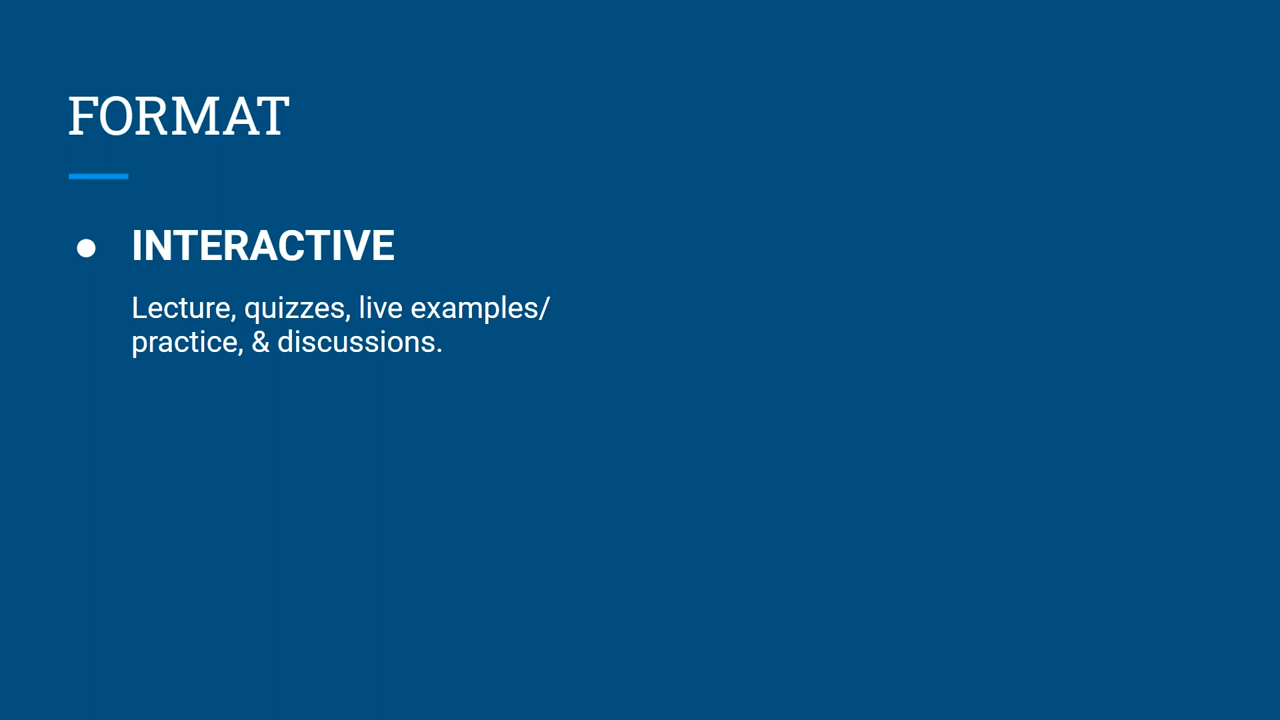 FORMAT
● INTERACTIVE
Lecture, quizzes, live examples/
practice, & discussions.